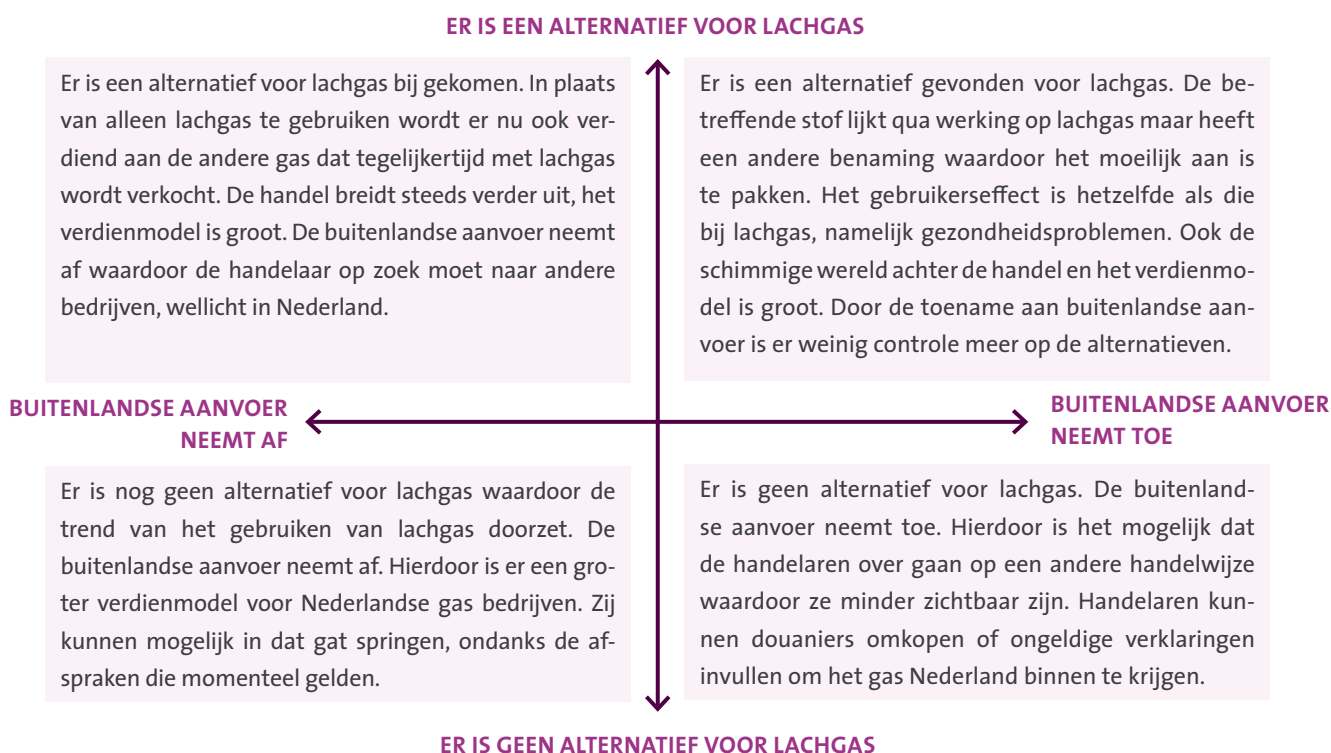 ER IS EEN ALTERNATIEF VOOR LACHGAS
Er is een alternatief voor lachgas bij gekomen. In plaats
van alleen lachgas te gebruiken wordt er nu ook ver-
diend aan de andere gas dat tegelijkertijd met lachgas
wordt verkocht. De handel breidt steeds verder uit, het
verdienmodel is groot. De buitenlandse aanvoer neemt
af waardoor de handelaar op zoek moet naar andere
bedrijven, wellicht in Nederland.
Er is een alternatief gevonden voor lachgas. De be-
treffende stof lijkt qua werking op lachgas maar heeft
een andere benaming waardoor het moeilijk aan is
te pakken. Het gebruikerseffect is hetzelfde als die
bij lachgas, namelijk gezondheidsproblemen. Ook de
schimmige wereld achter de handel en het verdienmo-
del is groot. Door de toename aan buitenlandse aan-
voer is er weinig controle meer op de alternatieven.
BUITENLANDSE AANVOER
NEEMT AF
BUITENLANDSE AANVOER
NEEMT TOE
Er is nog geen alternatief voor lachgas waardoor de
trend van het gebruiken van lachgas doorzet. De
buitenlandse aanvoer neemt af. Hierdoor is er een gro-
ter verdienmodel voor Nederlandse gas bedrijven. Zij
kunnen mogelijk in dat gat springen, ondanks de af-
spraken die momenteel gelden.
Er is geen alternatief voor lachgas. De buitenland-
se aanvoer neemt toe. Hierdoor is het mogelijk dat
de handelaren over gaan op een andere handelwijze
waardoor ze minder zichtbaar zijn. Handelaren kun-
nen douaniers omkopen of ongeldige verklaringen
invullen om het gas Nederland binnen te krijgen.
ER IS GEEN ALTERNATIEF VOOR LACHGAS